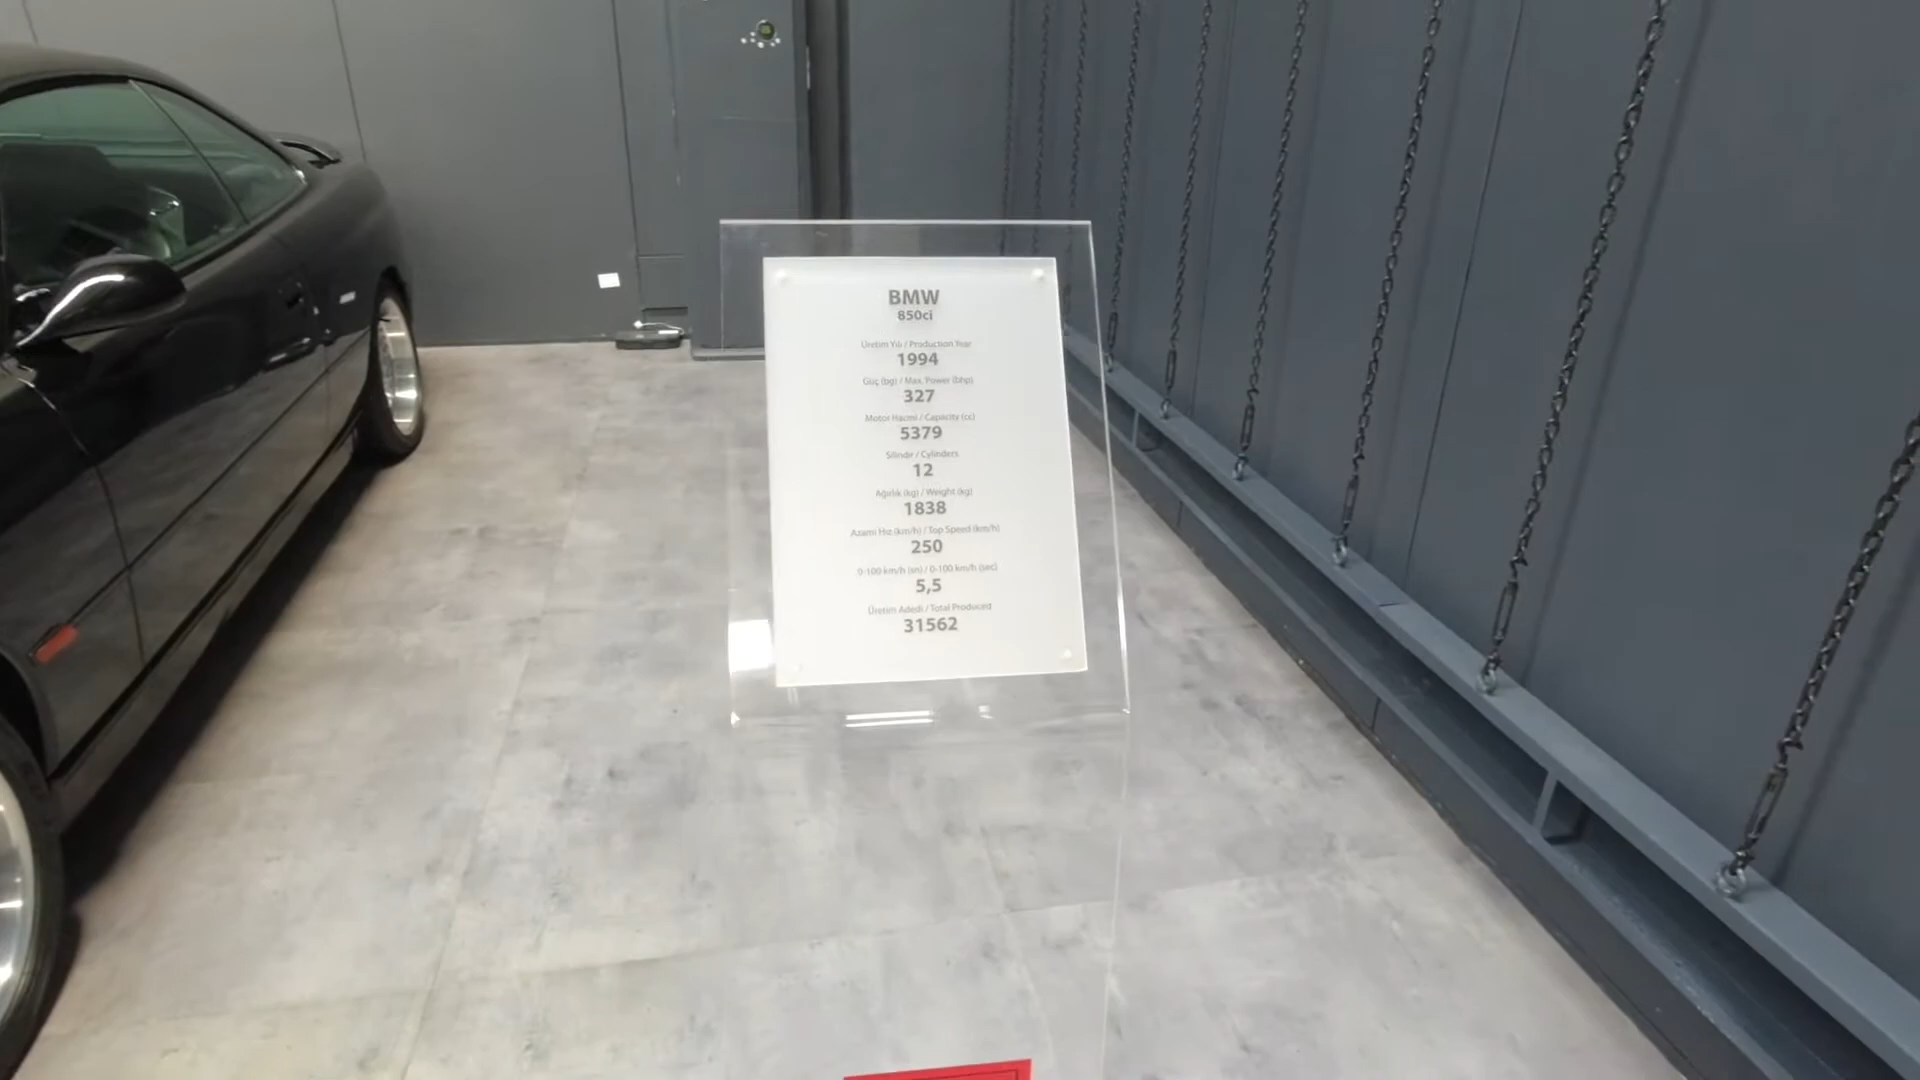 BMW
850ci
Üretim Yılı / Production Year
1994
Güç (bg) / Max. Power (bhp)
327
Motor Hacmi / Capacity (cc)
5379
Silindir / Cylinders
12
Ağırlık (kg) / Weight (kg)
1838
Azami Hız (km/h) / Top Speed (km/h)
250
0-100 km/h (sn) / 0-100 km/h (sec)
5,5
Üretim Adedi / Total Produced
31562